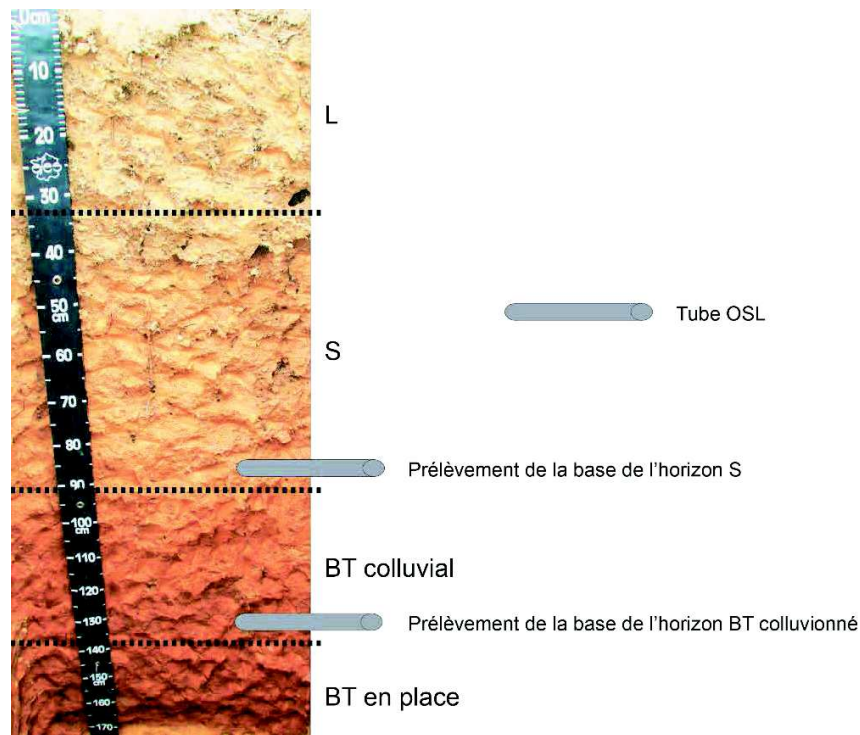 0cm
10
L
20
30
40
50
cm
Tube OSL
S
60
70
80
Prélèvement de la base de l'horizon S
90
100
cm
110
BT colluvial
120
130
Prélèvement de la base de l'horizon BT colluvionné
140
150
cm
BT en place
160
170